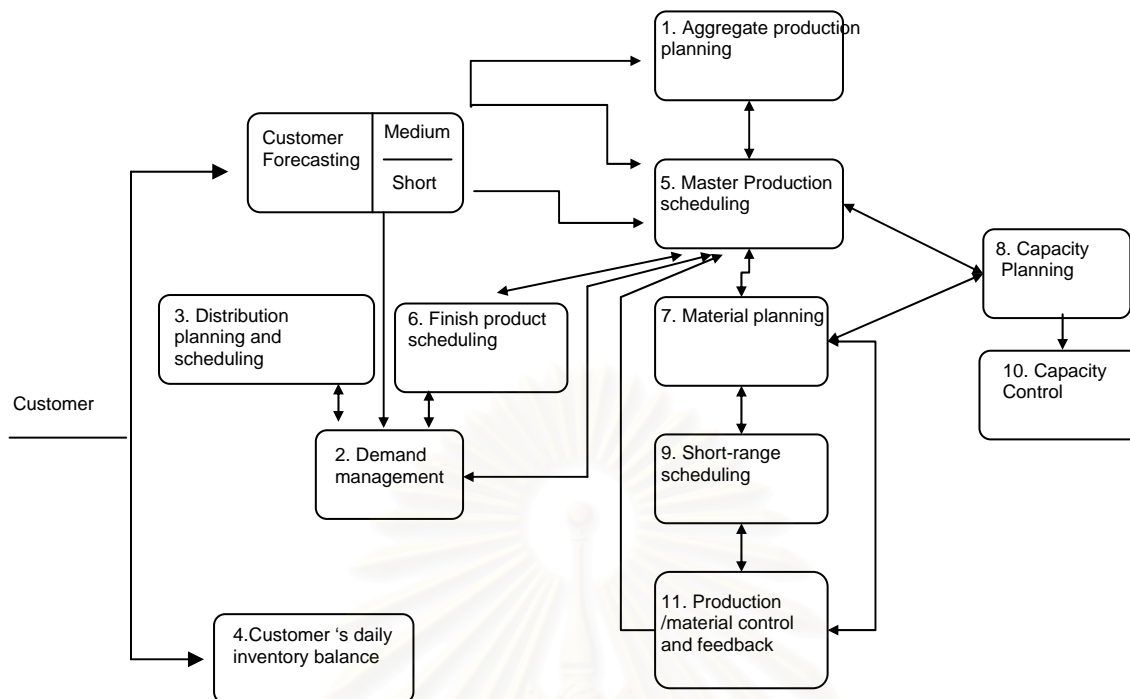 1. Aggregate production
planning
Customer
Forecasting
Medium
Short
5. Master Production
scheduling
8. Capacity
Planning
3. Distribution
planning and
scheduling
6. Finish product
scheduling
7. Material planning
10. Capacity
Control
Customer
2. Demand
management
9. Short-range
scheduling
11. Production
/material control
and feedback
4.Customer ‘s daily
inventory balance